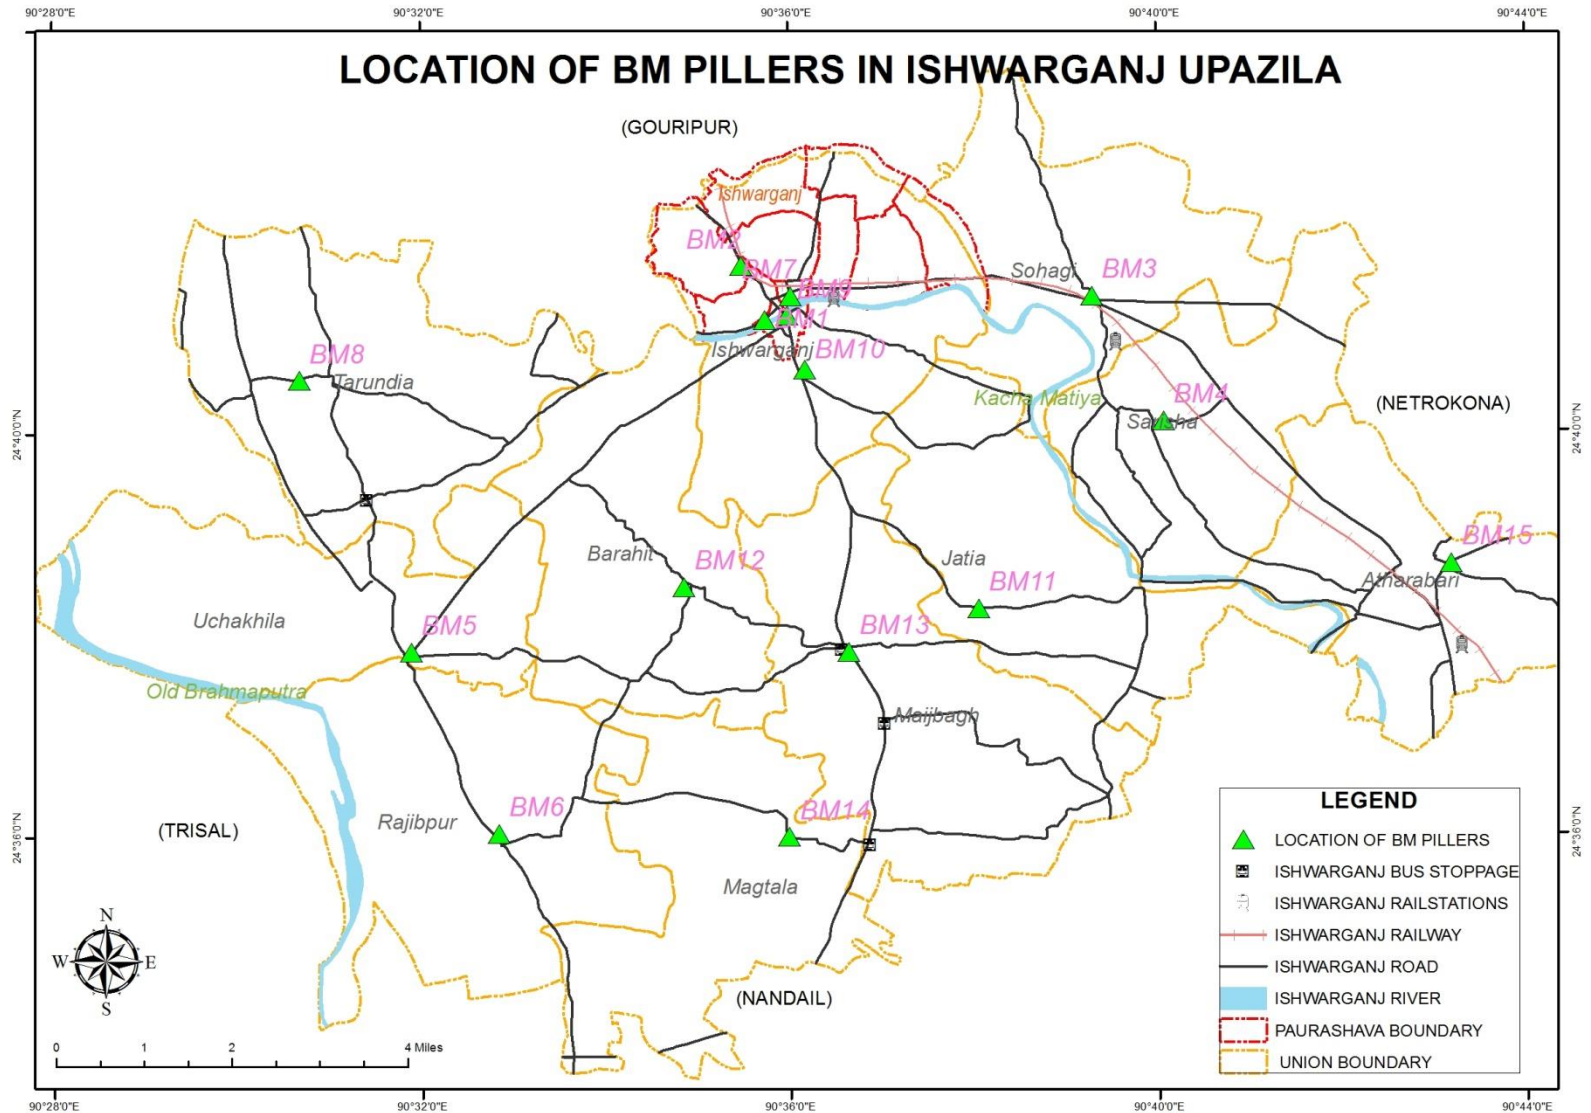 90°28'0"E 90°32'0"E 90°36'0"E 90°40'0"E 90°44'0"E
LOCATION OF BM PILLERS IN ISHWARGANJ UPAZILA
(GOURIPUR)
Ishwarganj
BM2
BM7
Sohagi
BM3
BM9
BM1
Ishwarganj
BM10
BM8
Tarundia
Kacha Matiya
BM4
Sarisha
(NETROKONA)
24°40'0"N
24°40'0"N
BM15
Barahit
BM12
Jatia
Atharabari
BM11
Uchakhila
BM5
BM13
Old Brahmaputra
Maijbagh
(TRISAL)
Rajibpur
BM6
BM14
24°36'0"N
24°36'0"N
Magtala
(NANDAIL)
N
W E
S
0 1 2 4 Miles
LEGEND
LOCATION OF BM PILLERS
ISHWARGANJ BUS STOPPAGE
ISHWARGANJ RAILSTATIONS
ISHWARGANJ RAILWAY
ISHWARGANJ ROAD
ISHWARGANJ RIVER
PAURASHAVA BOUNDARY
UNION BOUNDARY
90°28'0"E 90°32'0"E 90°36'0"E 90°40'0"E 90°44'0"E